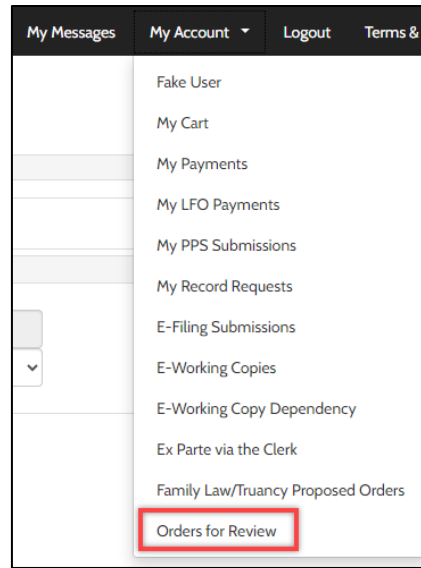 My Messages My Account Logout Terms &
Fake User
My Cart
My Payments
My LFO Payments
My PPS Submissions
My Record Requests
E-Filing Submissions
E-Working Copies
E-Working Copy Dependency
Ex Parte via the Clerk
Family Law/Truancy Proposed Orders
Orders for Review